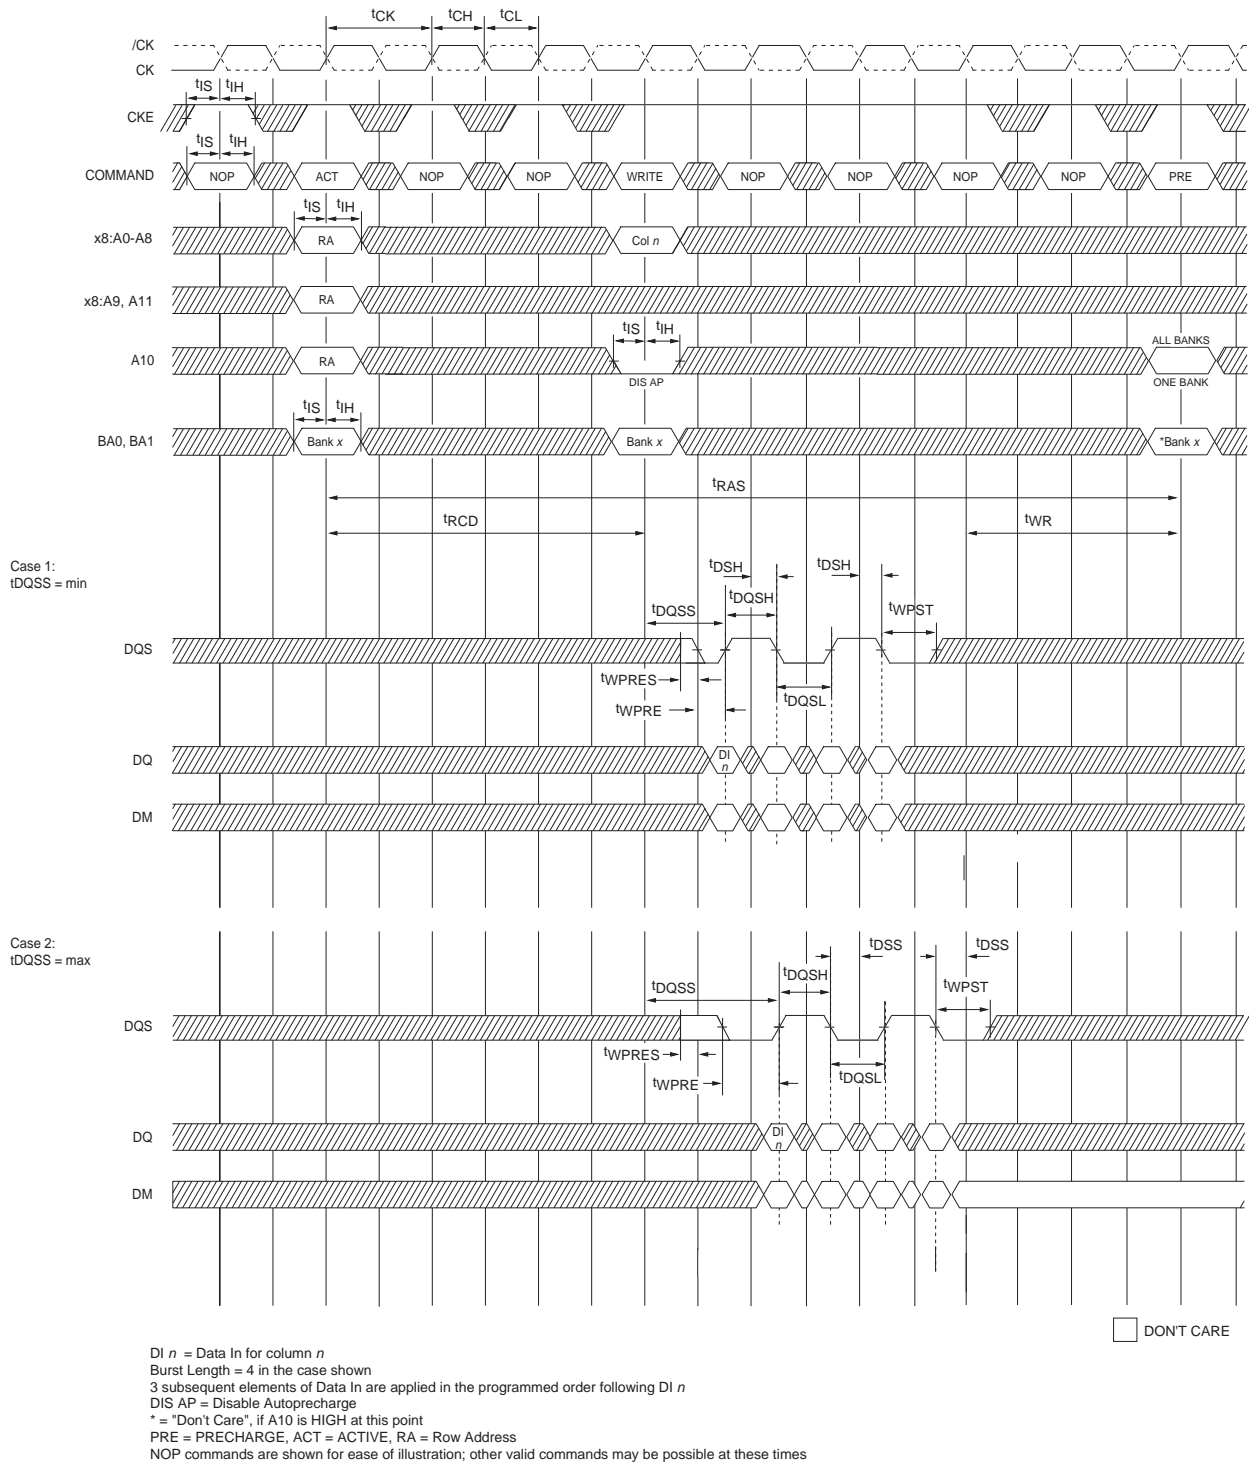 tCK tCH tCL
/CK
CK
tIS tIH
CKE
tIS tIH
COMMAND NOP ACT NOP NOP WRITE NOP NOP NOP NOP PRE
tIS tIH
x8:A0-A8 RA Col n
x8:A9, A11 RA
tIS tIH
ALL BANKS
A10 RA
DIS AP ONE BANK
tIS tIH
BA0, BA1 Bank x Bank x *Bank x
tRAS
tRCD tWR
Case 1:
tDQSS = min
tDSH tDSH
tDQSH
tDQSS tWPST
DQS
tWPRES
tDQSL
tWPRE
DQ DI n
DM
Case 2:
tDQSS = max
tDSS tDSS
tDQSH
tDQSS tWPST
DQS
tWPRES
tWPRE tDQSL
DQ DI n
DM
DON'T CARE
DI n = Data In for column n
Burst Length = 4 in the case shown
3 subsequent elements of Data In are applied in the programmed order following DI n
DIS AP = Disable Autoprecharge
* = "Don't Care", if A10 is HIGH at this point
PRE = PRECHARGE, ACT = ACTIVE, RA = Row Address
NOP commands are shown for ease of illustration; other valid commands may be possible at these times